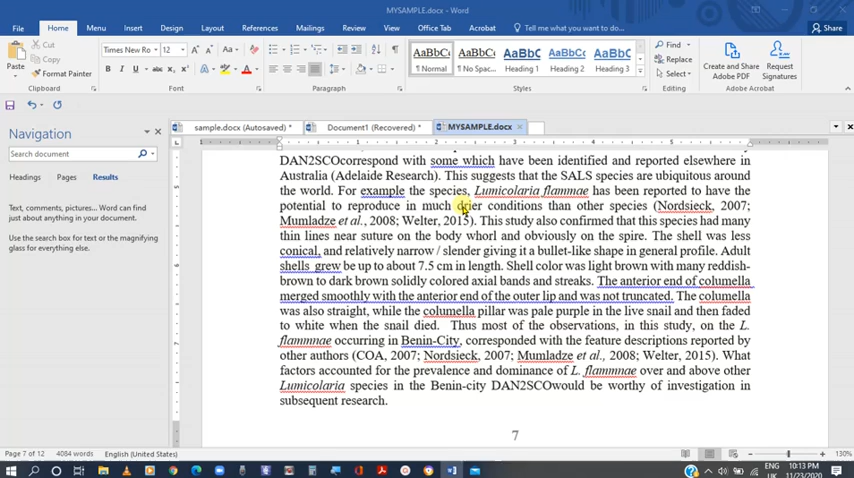 MYSAMPLE.docx - Word
File Home Menu Insert Design Layout References Mailings Review View Office Tab Acrobat Tell me what you want to do... Share
Paste
Cut
Copy
Format Painter
Clipboard
Times New Ro 12 Aa
B I U abc X₂ X² A
Font
Paragraph
AaBbCc AaBbCc AaBbC AaBbCc AaBbCc
¶ Normal ¶ No Spac... Heading 1 Heading 2 Heading 3
Styles
Find
Replace
Select
Editing
Create and Share Adobe PDF
Request Signatures
Adobe Acrobat
Navigation
Search document
Headings Pages Results
Text, comments, pictures... Word can find just about anything in your document.
Use the search box for text or the magnifying glass for everything else.
sample.docx (Autosaved) * Document1 (Recovered) * MYSAMPLE.docx
DAN2SCOcorrespond with some which have been identified and reported elsewhere in
Australia (Adelaide Research). This suggests that the SALS species are ubiquitous around
the world. For example the species, Lumicolaria flammae has been reported to have the
potential to reproduce in much drier conditions than other species (Nordsieck, 2007;
Mumladze et al., 2008; Welter, 2015). This study also confirmed that this species had many
thin lines near suture on the body whorl and obviously on the spire. The shell was less
conical, and relatively narrow / slender giving it a bullet-like shape in general profile. Adult
shells grew be up to about 7.5 cm in length. Shell color was light brown with many reddish-
brown to dark brown solidly colored axial bands and streaks. The anterior end of columella
merged smoothly with the anterior end of the outer lip and was not truncated. The columella
was also straight, while the columella pillar was pale purple in the live snail and then faded
to white when the snail died. Thus most of the observations, in this study, on the L.
flammnae occurring in Benin-City, corresponded with the feature descriptions reported by
other authors (COA, 2007; Nordsieck, 2007; Mumladze et al., 2008; Welter, 2015). What
factors accounted for the prevalence and dominance of L. flammnae over and above other
Lumicolaria species in the Benin-city DAN2SCOwould be worthy of investigation in
subsequent research.
7
Page 7 of 12 4084 words English (United Kingdom) 130%
ENG
UK
10:13 PM
11/23/2020